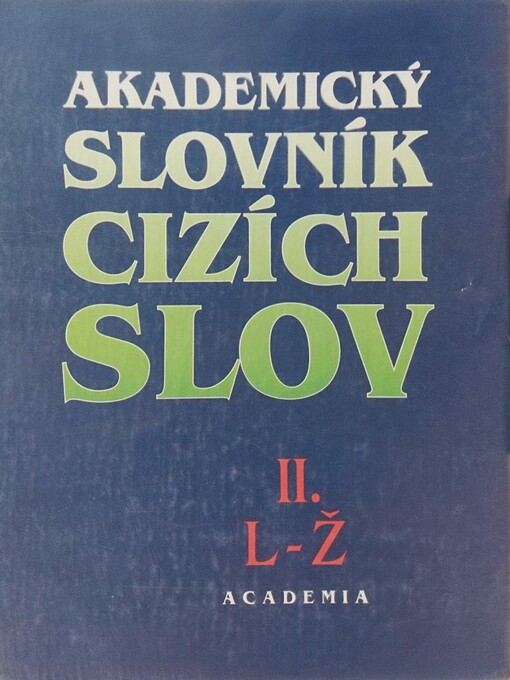 AKADEMICKÝ
SLOVNÍK
CIZÍCH
SLOV
II.
L-Ž
ACADEMIA